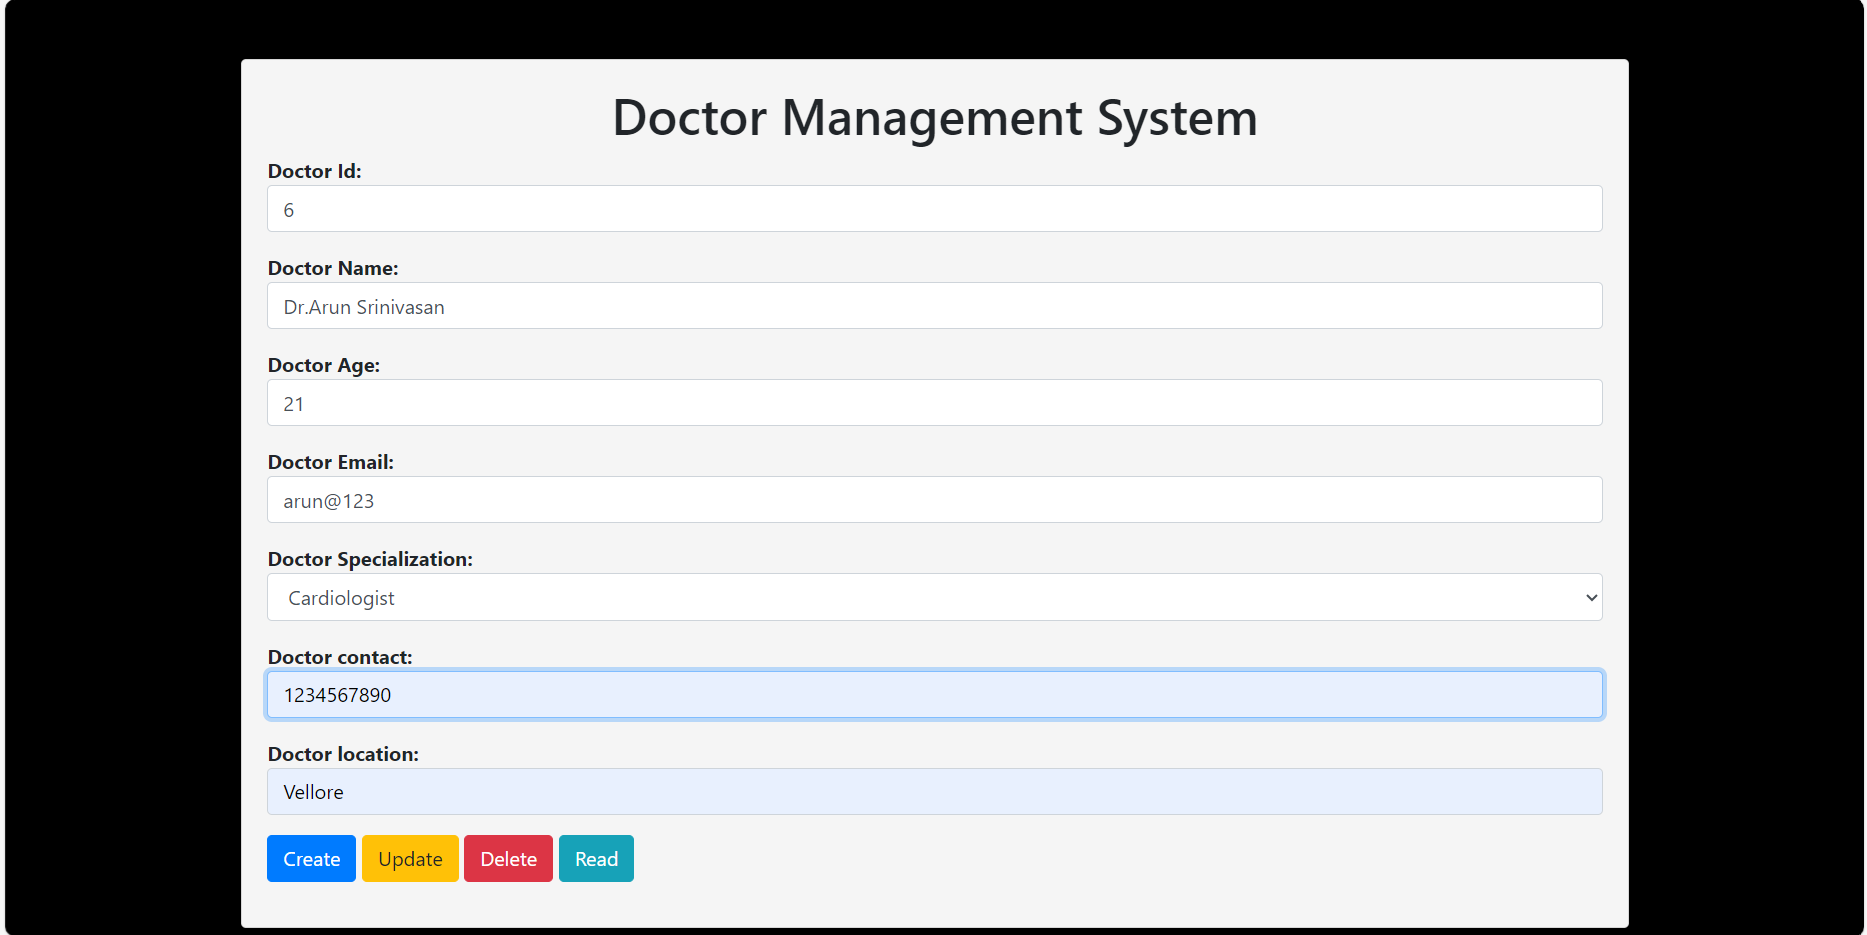 Doctor Management System
Doctor Id:
6
Doctor Name:
Dr.Arun Srinivasan
Doctor Age:
21
Doctor Email:
arun@123
Doctor Specialization:
Cardiologist
Doctor contact:
1234567890
Doctor location:
Vellore
Create Update Delete Read